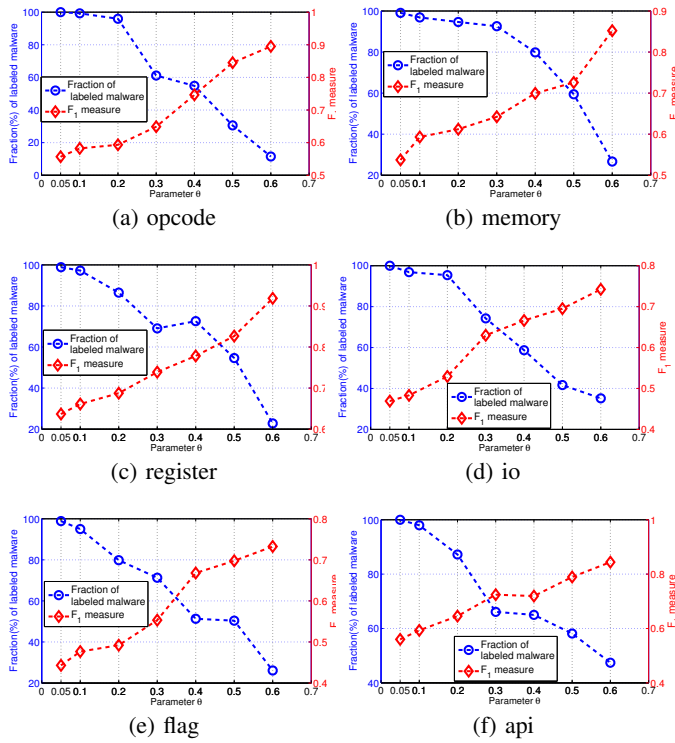 100
80
60
40
20
0
Fraction(%) of labeled malware
Fraction of
labeled malware
F1 measure
1
0.9
0.8
0.7
0.6
0.5
F1 measure
0 0.05 0.1 0.2 0.3 0.4 0.5 0.6 0.7
Parameter θ
(a) opcode
100
80
60
40
20
Fraction(%) of labeled malware
Fraction of
labeled malware
F1 measure
0.9
0.8
0.7
0.6
0.5
F1 measure
0 0.05 0.1 0.2 0.3 0.4 0.5 0.6 0.7
Parameter θ
(b) memory
100
80
60
40
20
Fraction(%) of labeled malware
Fraction of
labeled malware
F1 measure
1
0.9
0.8
0.7
0.6
F1 measure
0 0.05 0.1 0.2 0.3 0.4 0.5 0.6 0.7
Parameter θ
(c) register
100
80
60
40
20
Fraction(%) of labeled malware
Fraction of
labeled malware
F1 measure
0.8
0.7
0.6
0.5
0.4
F1 measure
0 0.05 0.1 0.2 0.3 0.4 0.5 0.6 0.7
Parameter θ
(d) io
100
80
60
40
20
Fraction(%) of labeled malware
Fraction of
labeled malware
F1 measure
0.8
0.7
0.6
0.5
0.4
F1 measure
0 0.05 0.1 0.2 0.3 0.4 0.5 0.6 0.7
Parameter θ
(e) flag
100
80
60
40
20
Fraction(%) of labeled malware
Fraction of
labeled malware
F1 measure
1
0.8
0.6
0.4
F1 measure
0 0.05 0.1 0.2 0.3 0.4 0.5 0.6 0.7
Parameter θ
(f) api